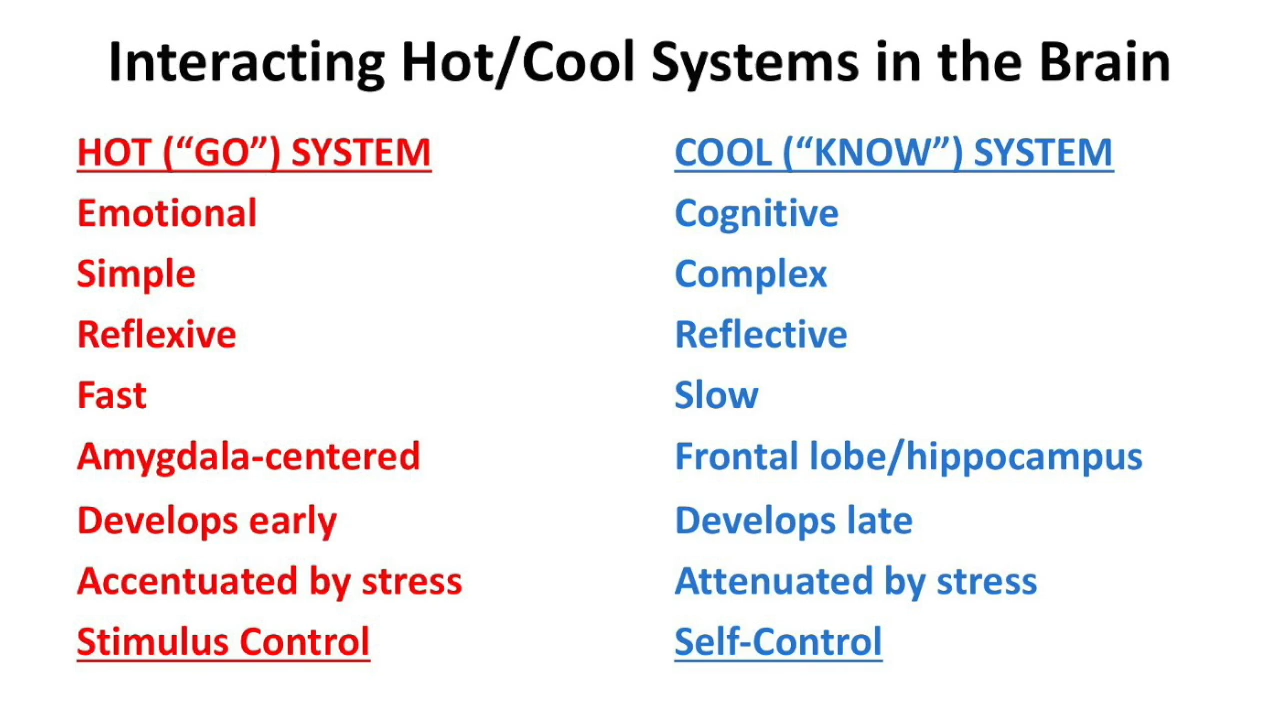 Interacting Hot/Cool Systems in the Brain
HOT (“GO”) SYSTEM
Emotional
Simple
Reflexive
Fast
Amygdala-centered
Develops early
Accentuated by stress
Stimulus Control
COOL (“KNOW”) SYSTEM
Cognitive
Complex
Reflective
Slow
Frontal lobe/hippocampus
Develops late
Attenuated by stress
Self-Control